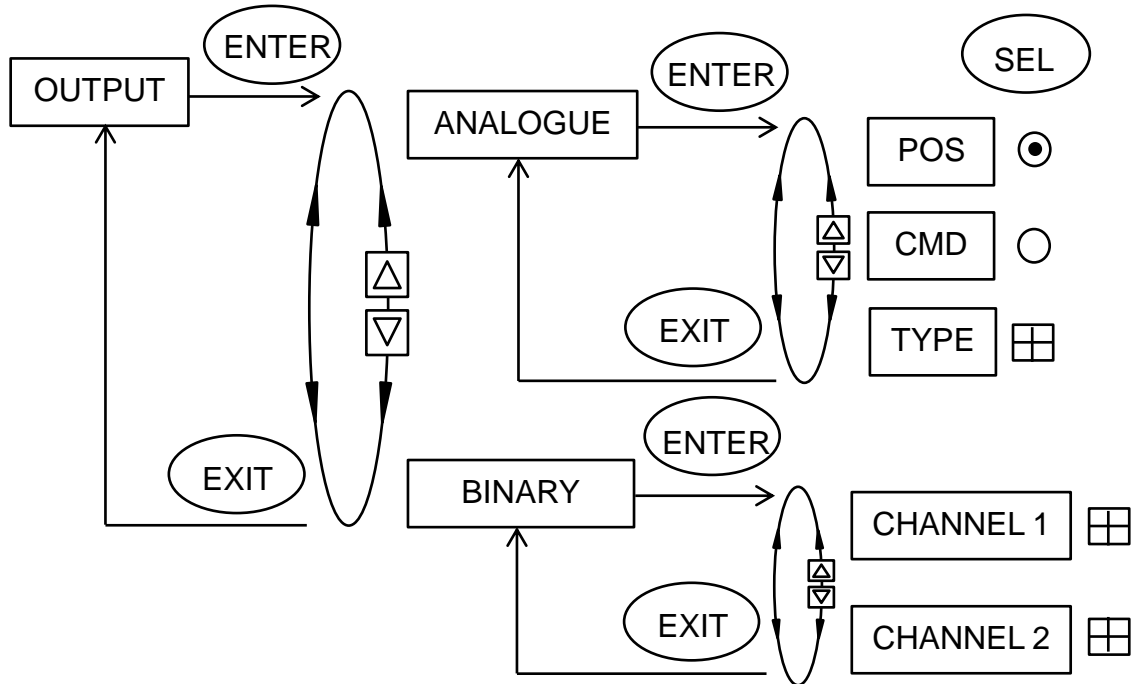 ENTER
OUTPUT
EXIT
ANALOGUE
ENTER
EXIT
SEL
POS
CMD
TYPE
BINARY
ENTER
EXIT
CHANNEL 1
CHANNEL 2